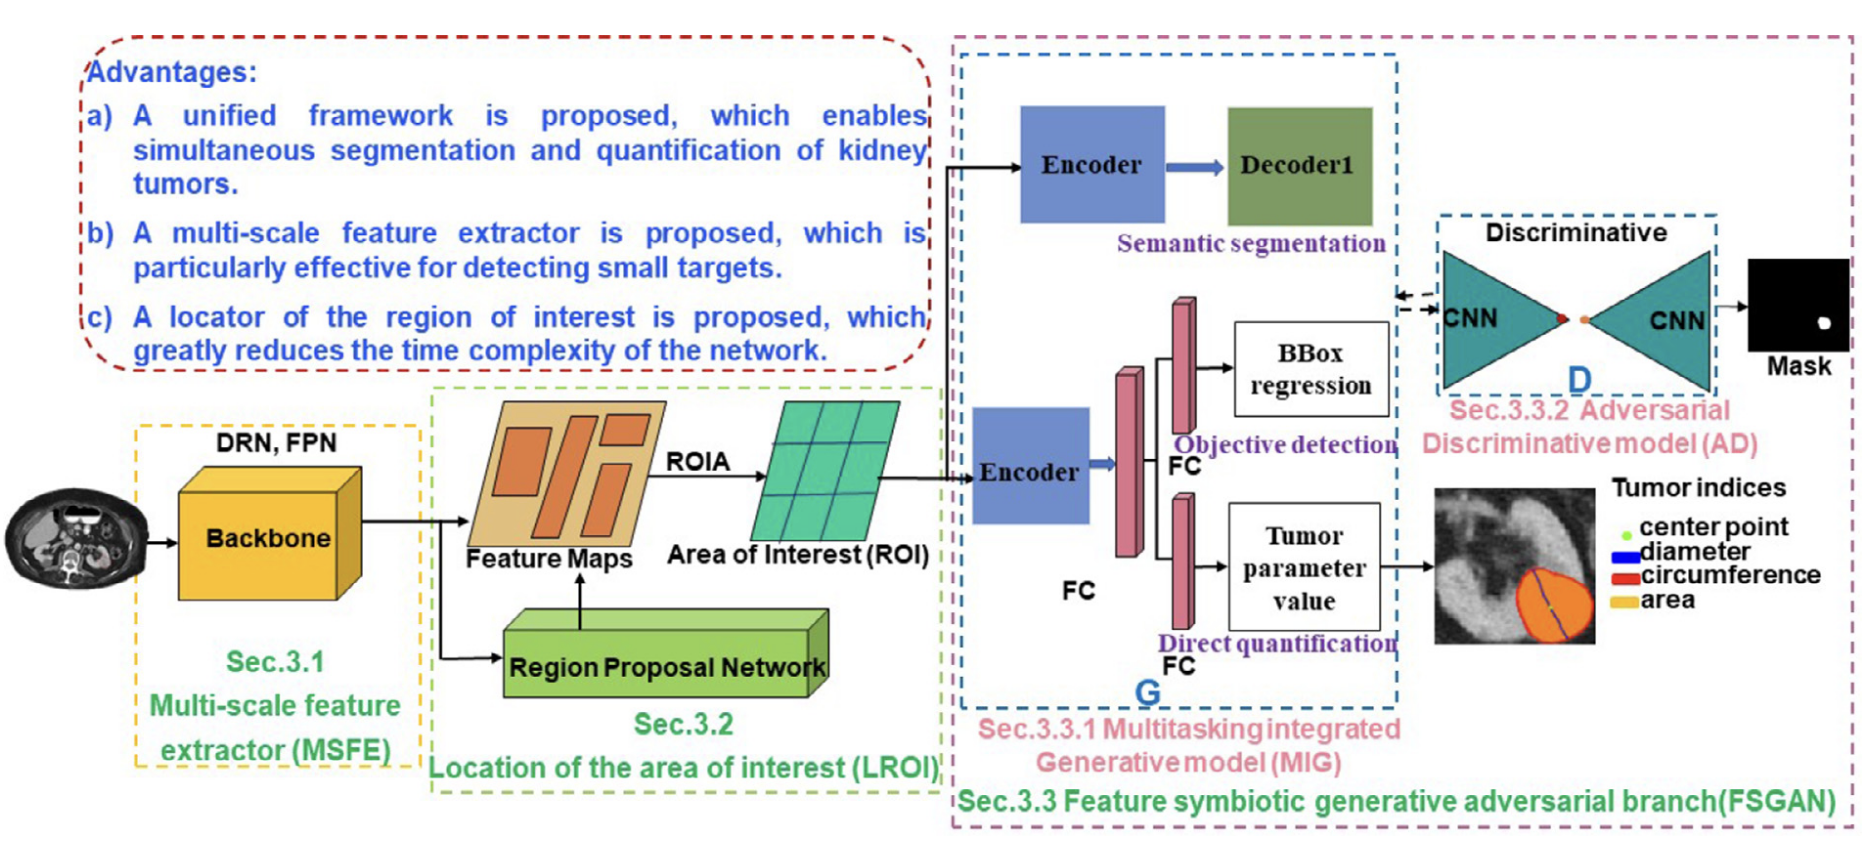 Advantages:
a) A unified framework is proposed, which enables
simultaneous segmentation and quantification of kidney
tumors.
b) A multi-scale feature extractor is proposed, which is
particularly effective for detecting small targets.
c) A locator of the region of interest is proposed, which
greatly reduces the time complexity of the network.
DRN, FPN
Backbone
Sec.3.1
Multi-scale feature
extractor (MSFE)
Feature Maps
ROIA
Area of Interest (ROI)
Region Proposal Network
Sec.3.2
Location of the area of interest (LROI)
Encoder
Decoder1
Semantic segmentation
Encoder
FC
FC
BBox
regression
Objective detection
FC
Tumor
parameter
value
Direct quantification
G
Sec.3.3.1 Multitasking integrated
Generative model (MIG)
Discriminative
CNN
CNN
D
Sec.3.3.2 Adversarial
Discriminative model (AD)
Mask
Tumor indices
center point
diameter
circumference
area
Sec.3.3 Feature symbiotic generative adversarial branch(FSGAN)